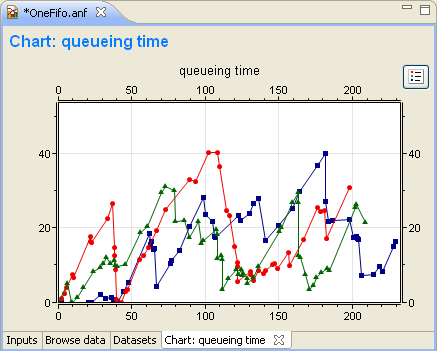 *OneFifo.anf
Chart: queueing time
queueing time
0 50 100 150 200
40 40
20 20
0 0
0 50 100 150 200
Inputs Browse data Datasets Chart: queueing time